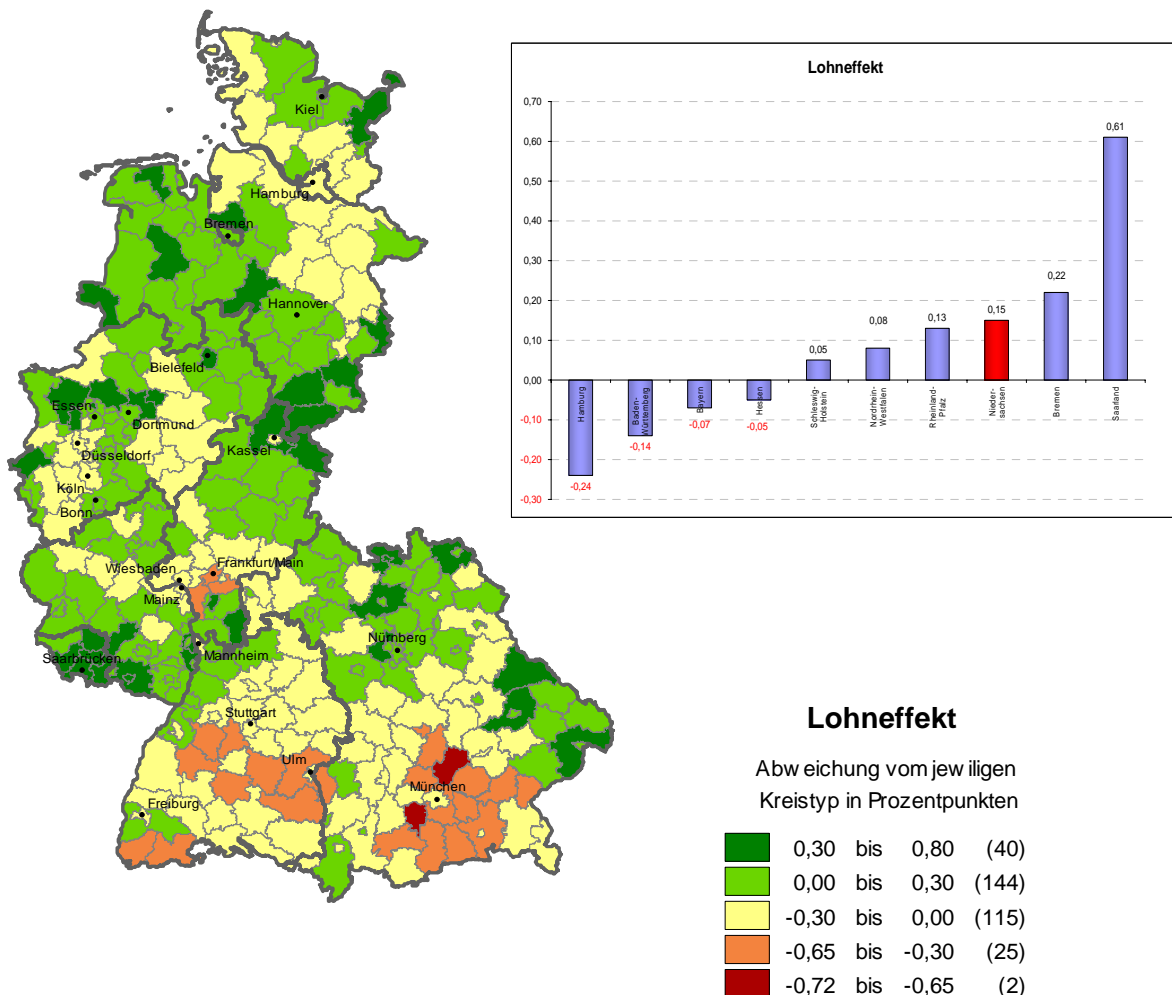 Kiel
Hamburg
Bremen
Hannover
Bielefeld
Essen
Dortmund
Düsseldorf
Kassel
Köln
Bonn
Wiesbaden
Frankfurt/Main
Mainz
Saarbrücken
Mannheim
Nürnberg
Stuttgart
Ulm
München
Freiburg
Lohneffekt
0,70
0,60
0,50
0,40
0,30
0,20
0,10
0,00
-0,10
-0,20
-0,30
Hamburg
Baden-
Württemberg
Bayern
Hessen
Schleswig-
Holstein
Nordrhein-
Westfalen
Rheinland-
Pfalz
Nieder-
sachsen
Bremen
Saarland
-0,24
-0,14
-0,07
-0,05
0,05
0,08
0,13
0,15
0,22
0,61
Lohneffekt
Abweichung vom jewiligen
Kreistyp in Prozentpunkten
0,30 bis 0,80 (40)
0,00 bis 0,30 (144)
-0,30 bis 0,00 (115)
-0,65 bis -0,30 (25)
-0,72 bis -0,65 (2)